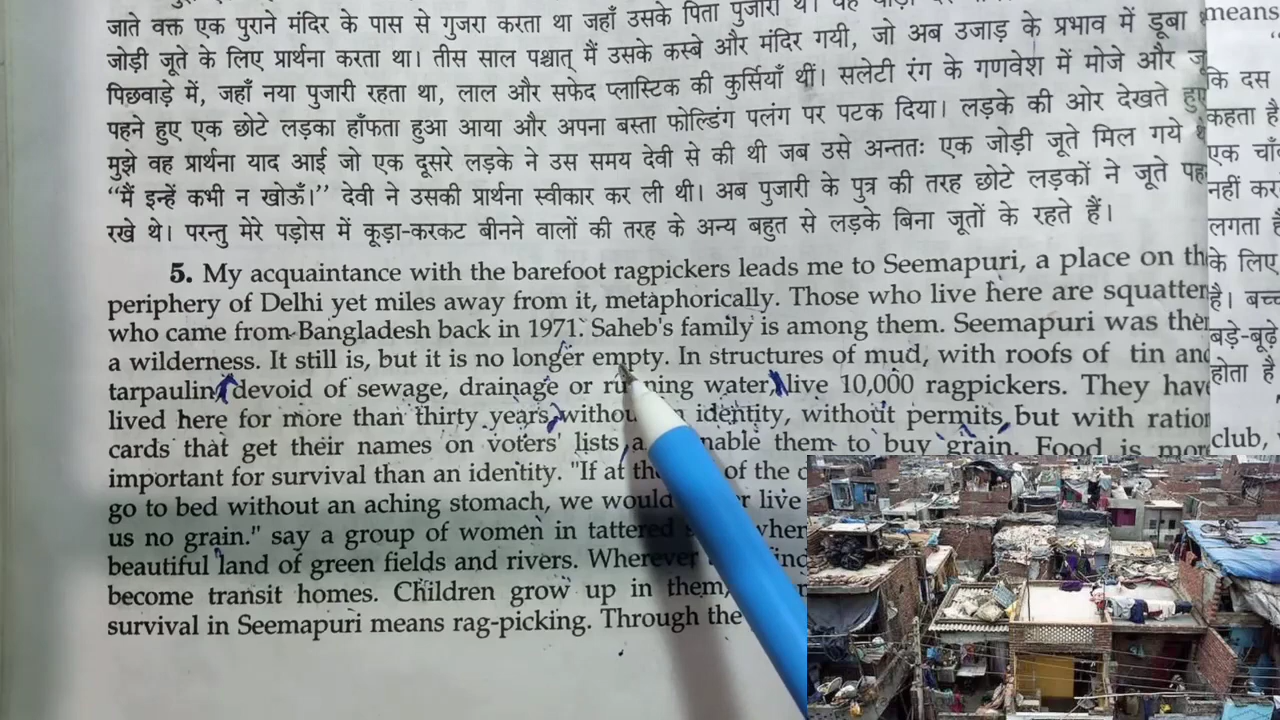 जाते वक्त एक पुराने मंदिर के पास से गुजरा करता था जहाँ उसके पिता पुजारी थे। वह
जोड़ी जूते के लिए प्रार्थना करता था। तीस साल पश्चात् मैं उसके कस्बे और मंदिर गयी, जो अब उजाड़ के प्रभाव में डूबा
पिछवाड़े में, जहाँ नया पुजारी रहता था, लाल और सफेद प्लास्टिक की कुर्सियाँ थीं। सलेटी रंग के गणवेश में मोजे और
पहने हुए एक छोटे लड़का हाँफता हुआ आया और अपना बस्ता फोल्डिंग पलंग पर पटक दिया। लड़के की ओर देखते हुए
मुझे वह प्रार्थना याद आई जो एक दूसरे लड़के ने उस समय देवी से की थी जब उसे अन्ततः एक जोड़ी जूते मिल गये
“मैं इन्हें कभी न खोऊँ।” देवी ने उसकी प्रार्थना स्वीकार कर ली थी। अब पुजारी के पुत्र की तरह छोटे लड़कों ने जूते पह
रखे थे। परन्तु मेरे पड़ोस में कूड़ा-करकट बीनने वालों की तरह के अन्य बहुत से लड़के बिना जूतों के रहते हैं।
5. My acquaintance with the barefoot ragpickers leads me to Seemapuri, a place on th
periphery of Delhi yet miles away from it, metaphorically. Those who live here are squatter
who came from Bangladesh back in 1971. Saheb's family is among them. Seemapuri was then
a wilderness. It still is, but it is no longer empty. In structures of mud, with roofs of tin and
tarpaulin, devoid of sewage, drainage or running water, live 10,000 ragpickers. They have
lived here for more than thirty years, without an identity, without permits, but with ration
cards that get their names on voters' lists a nable them to buy grain. Food is more
important for survival than an identity. "If at the of the
go to bed without an aching stomach, we would r live
us no grain." say a group of women in tattered when
beautiful land of green fields and rivers. Wherever find
become transit homes. Children grow up in them,
survival in Seemapuri means rag-picking. Through the
means
कि दस
कहता है
एक चाँ
नहीं कर
लगता है
के लिए
है। बच्
बड़े-बूढ़े
होता है
club,